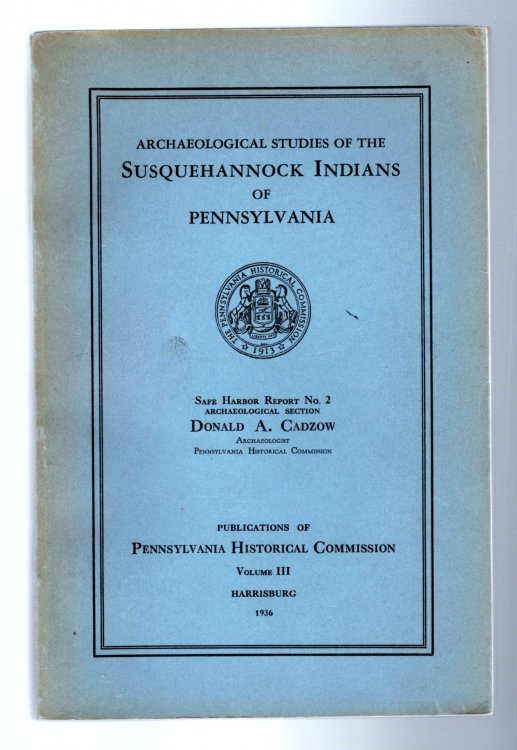 ARCHAEOLOGICAL STUDIES OF THE
SUSQUEHANNOCK INDIANS
OF
PENNSYLVANIA
THE PENNSYLVANIA HISTORICAL COMMISSION
1913
SAFE HARBOR REPORT NO. 2
ARCHAEOLOGICAL SECTION
DONALD A. CADZOW
ARCHAEOLOGIST
PENNSYLVANIA HISTORICAL COMMISSION
PUBLICATIONS OF
PENNSYLVANIA HISTORICAL COMMISSION
VOLUME III
HARRISBURG
1936